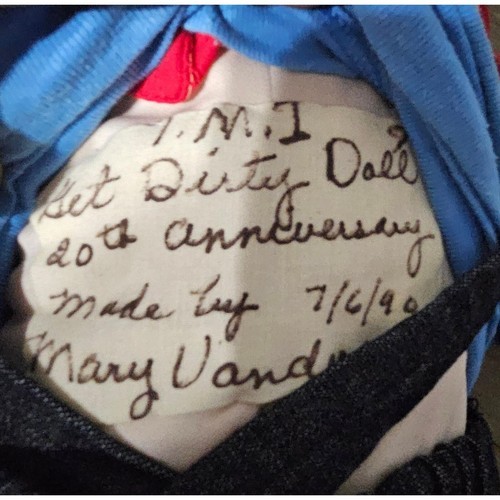 T.M.I
Get Dirty Doll
20th anniversary
made by 7/6/90
Mary Vand